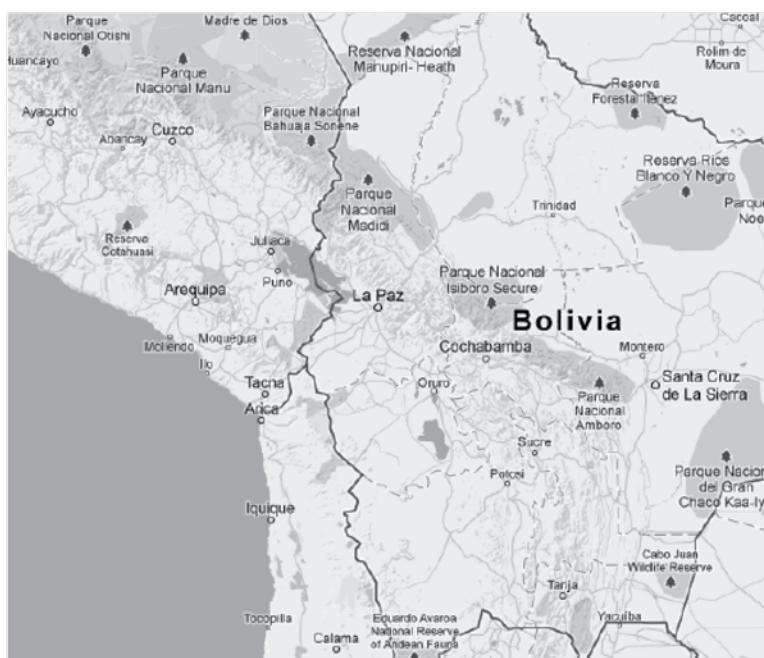 Parque
Nacional Otishi
Madre de Dios
Cacoal
Rolim de
Moura
Huancayo
Parque
Nacional Manu
Reserva Nacional
Manupiri- Heath
Reserva
Forestal Itenez
Ayacucho
Abancay
Cuzco
Parque Nacional
Bahuaja Sonene
Reserva Rios
Blanco Y Negro
Parque
Noe
Parque
Nacional
Madidi
Trinidad
Reserva
Cotahuasi
Juliaca
Puno
Arequipa
La Paz
Parque Nacional
Isiboro Secure
Bolivia
Mollendo
Moquegua
Ilo
Cochabamba
Montero
Tacna
Arica
Oruro
Parque
Nacional
Amboro
Santa Cruz
de La Sierra
Sucre
Potosi
Parque Nacion
del Gran
Chaco Kaa-Iy
Iquique
Cabo Juan
Wildlife Reserve
Tarija
Yacuiba
Tocopilla
Calama
Eduardo Avaroa
National Reserve
of Andean Fauna